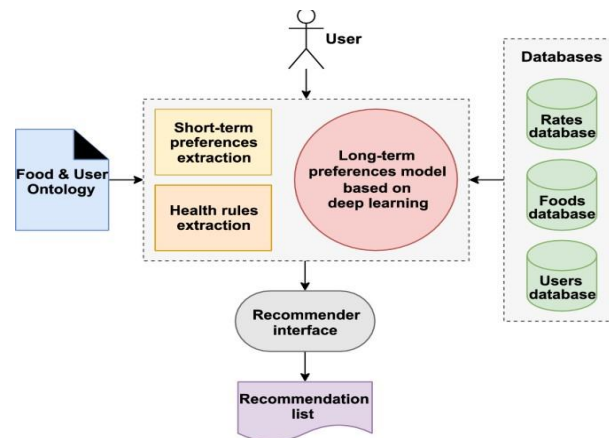 User
Databases
Rates
database
Foods
database
Users
database
Food & User
Ontology
Short-term
preferences
extraction
Health rules
extraction
Long-term
preferences model
based on
deep learning
Recommender
interface
Recommendation
list